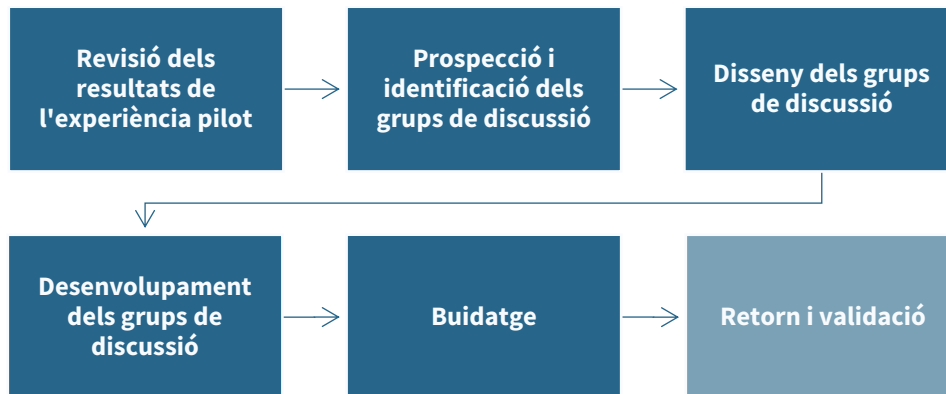 Revisió dels
resultats de
l'experiència pilot
Prospecció i
identificació dels
grups de discussió
Disseny dels grups
de discussió
Desenvolupament
dels grups de
discussió
Buidatge
Retorn i validació